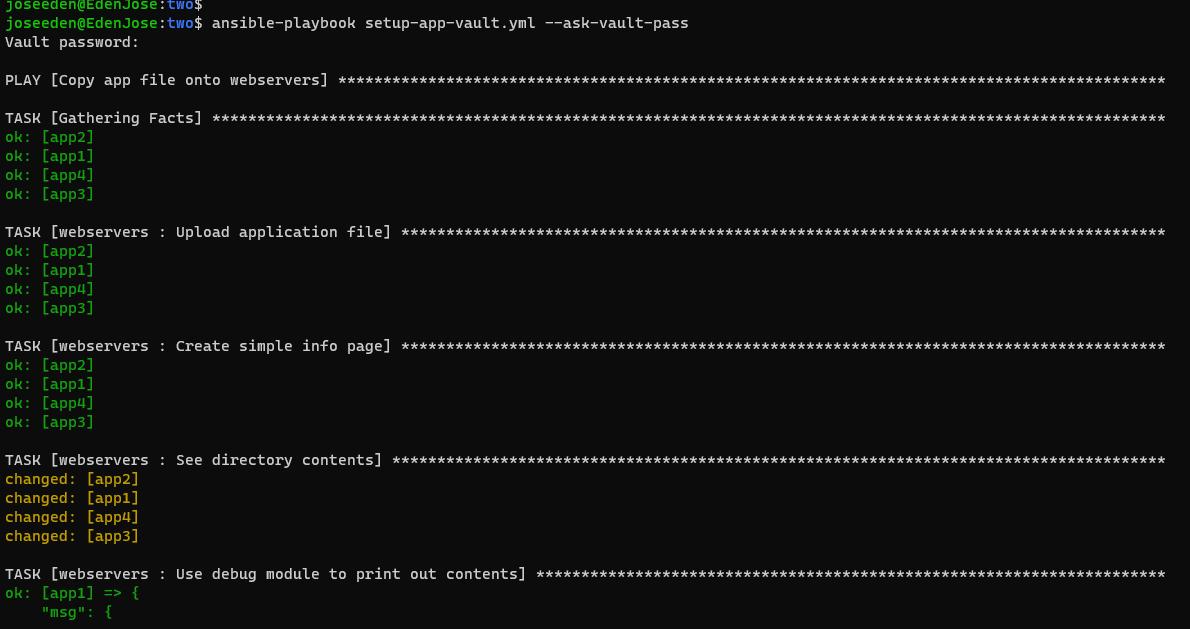 joseeden@EdenJose:two$
joseeden@EdenJose:two$ ansible-playbook setup-app-vault.yml --ask-vault-pass
Vault password:
PLAY [Copy app file onto webservers] ********************************************************************************************
TASK [Gathering Facts] **********************************************************************************************************
ok: [app2]
ok: [app1]
ok: [app4]
ok: [app3]
TASK [webservers : Upload application file] *************************************************************************************
ok: [app2]
ok: [app1]
ok: [app4]
ok: [app3]
TASK [webservers : Create simple info page] *************************************************************************************
ok: [app2]
ok: [app1]
ok: [app4]
ok: [app3]
TASK [webservers : See directory contents] **************************************************************************************
changed: [app2]
changed: [app1]
changed: [app4]
changed: [app3]
TASK [webservers : Use debug module to print out contents] **********************************************************************
ok: [app1] => {
    "msg": {